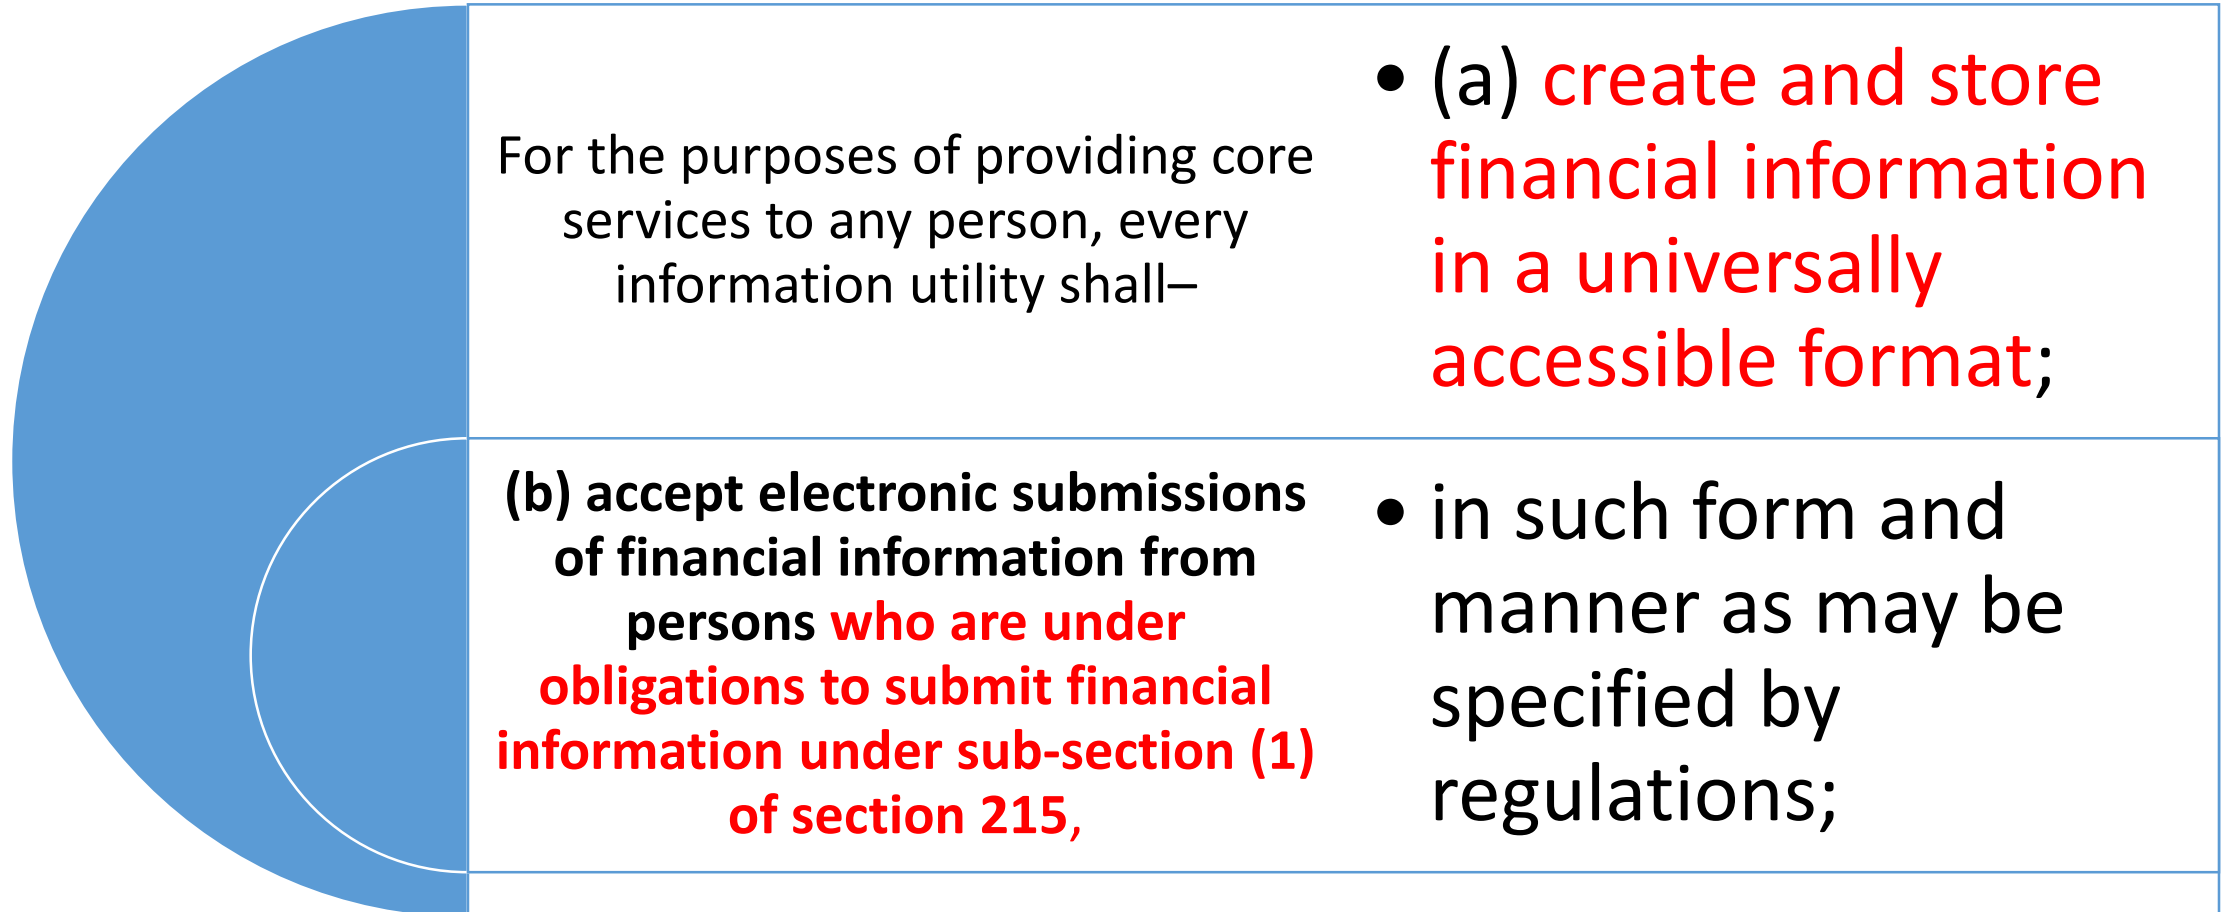 For the purposes of providing core
services to any person, every
information utility shall–
• (a) create and store
financial information
in a universally
accessible format;
(b) accept electronic submissions
of financial information from
persons who are under
obligations to submit financial
information under sub-section (1)
of section 215,
• in such form and
manner as may be
specified by
regulations;